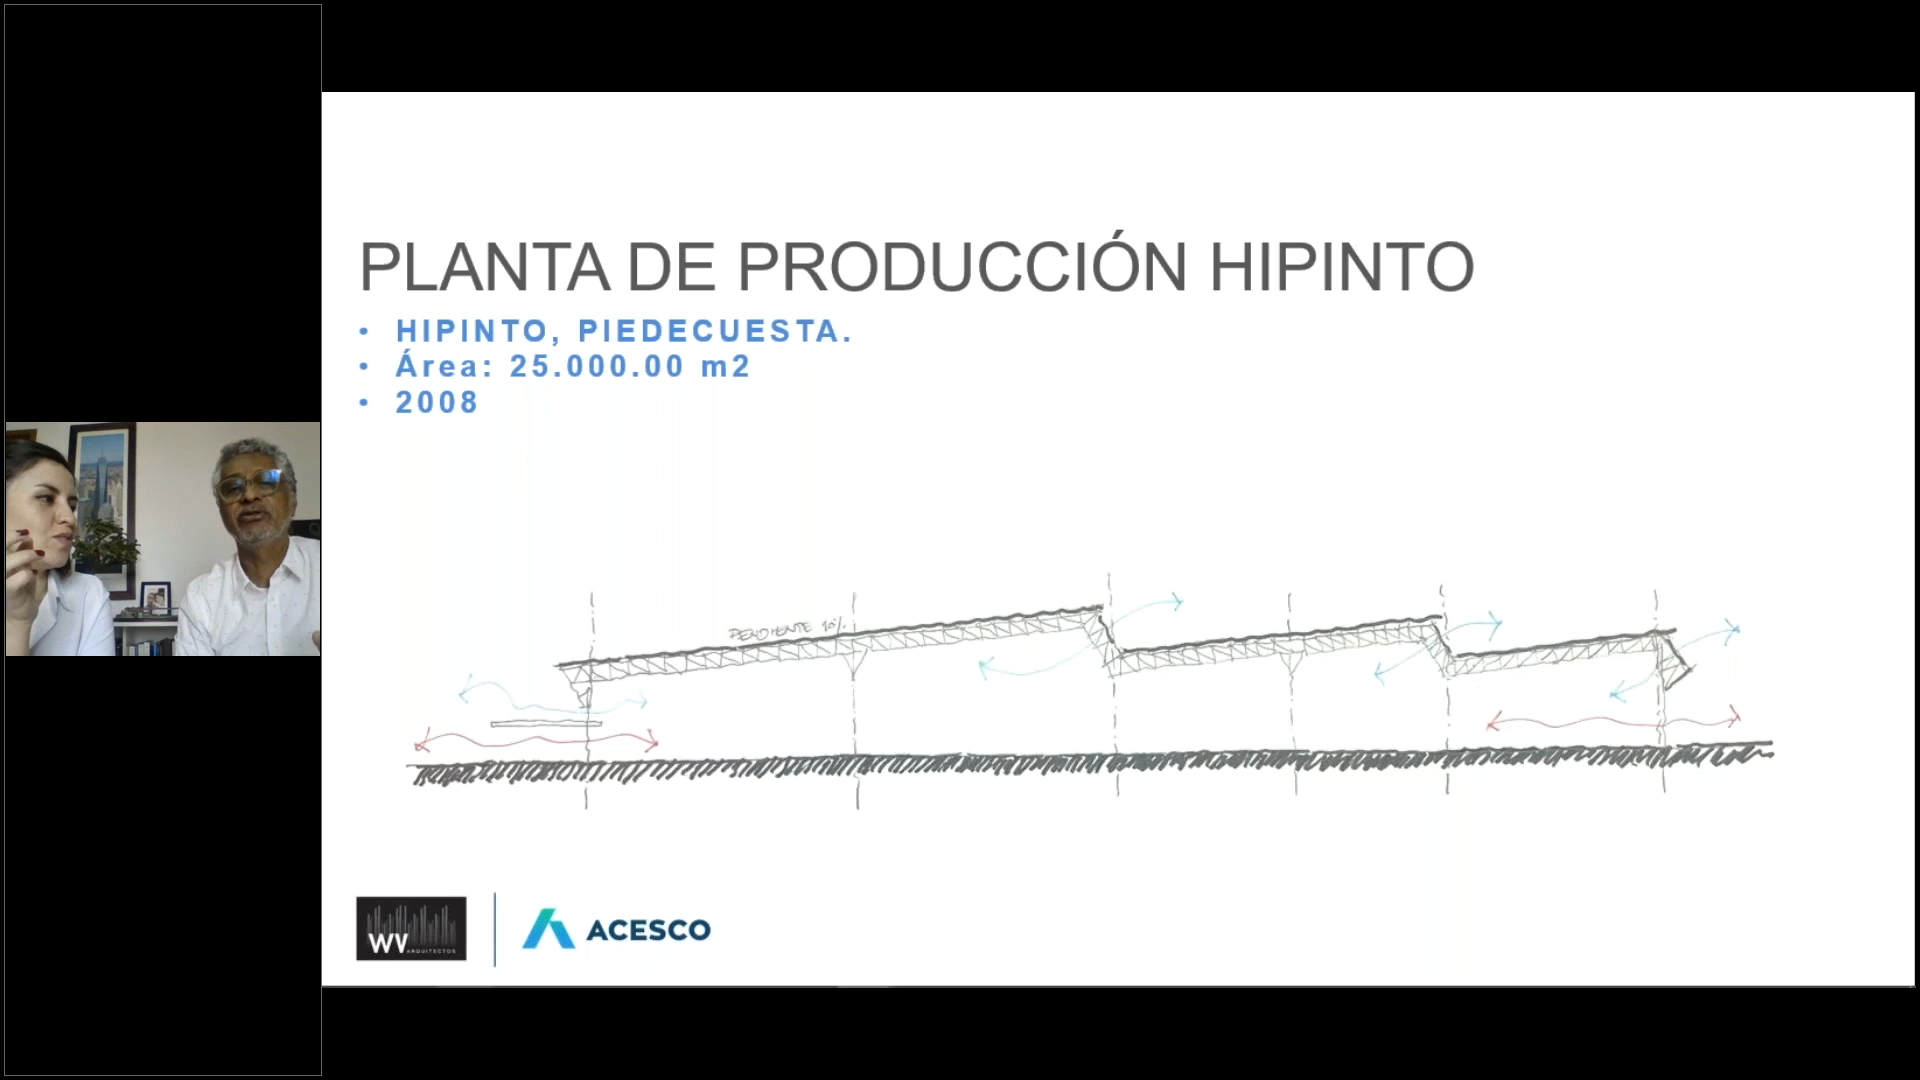 PLANTA DE PRODUCCIÓN HIPINTO
• HIPINTO, PIEDECUESTA.
• Área: 25.000.00 m2
• 2008
PENDIENTE 10%
WV
ARQUITECTOS
ACESCO